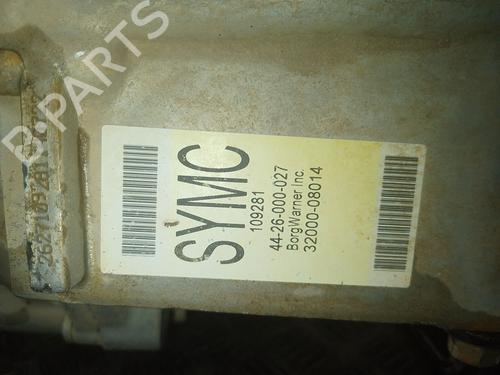 SYMC
109281
44-26-000-027
BorgWarner Inc.
32000-08014
B-PARTS